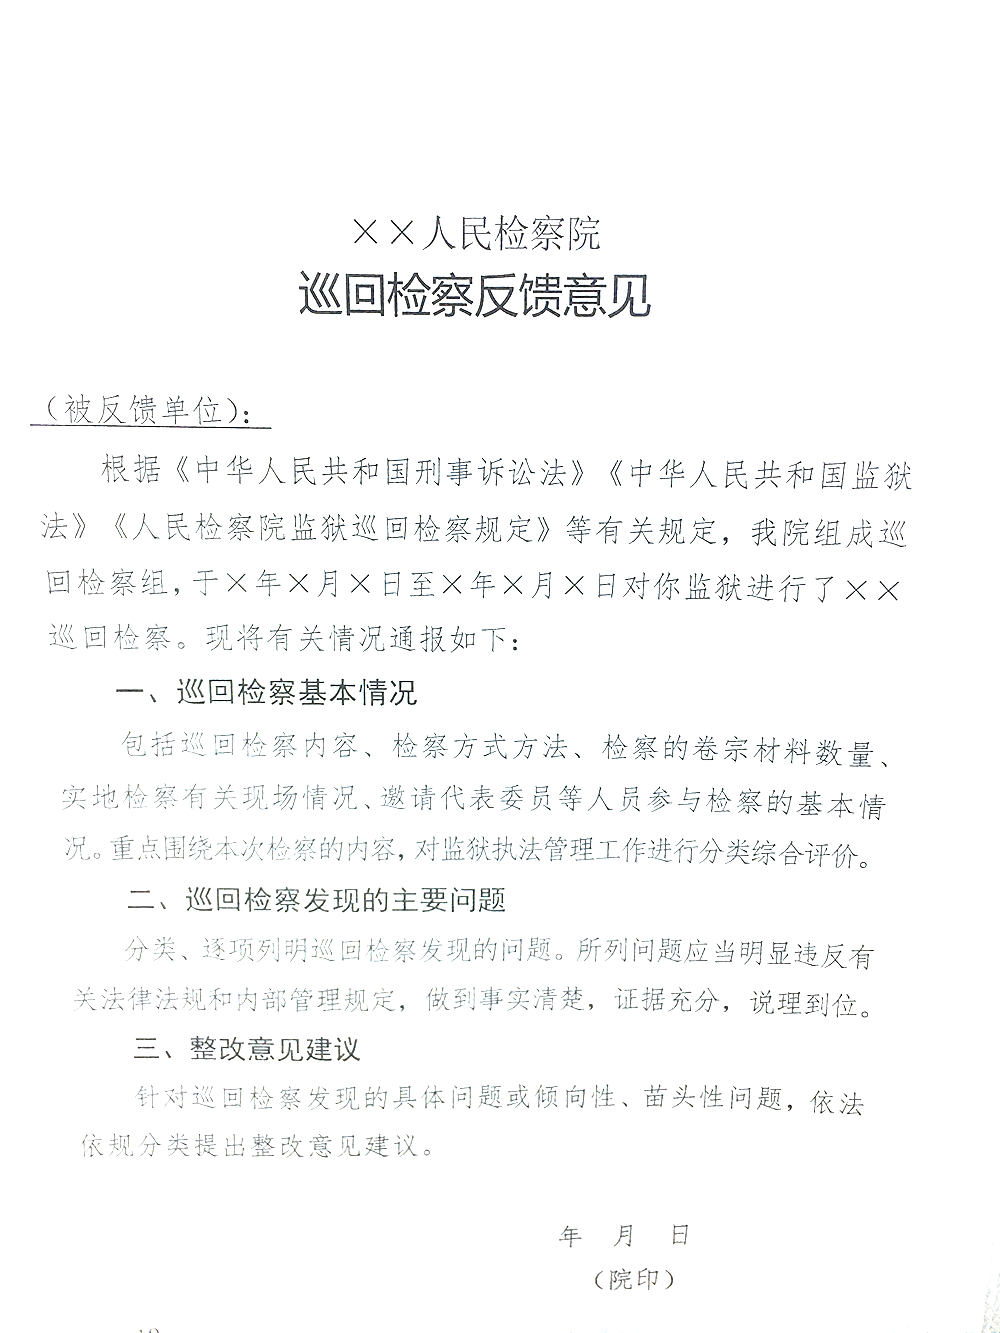 ××人民检察院
巡回检察反馈意见
（被反馈单位）：
根据《中华人民共和国刑事诉讼法》《中华人民共和国监狱
法》《人民检察院监狱巡回检察规定》等有关规定，我院组成巡
回检察组，于×年×月×日至×年×月×日对你监狱进行了××
巡回检察。现将有关情况通报如下：
一、巡回检察基本情况
包括巡回检察内容、检察方式方法、检察的卷宗材料数量、
实地检察有关现场情况、邀请代表委员等人员参与检察的基本情
况。重点围绕本次检察的内容，对监狱执法管理工作进行分类综合评价。
二、巡回检察发现的主要问题
分类、逐项列明巡回检察发现的问题。所列问题应当明显违反有
关法律法规和内部管理规定，做到事实清楚，证据充分，说理到位。
三、整改意见建议
针对巡回检察发现的具体问题或倾向性、苗头性问题，依法
依规分类提出整改意见建议。
年 月 日
（院印）